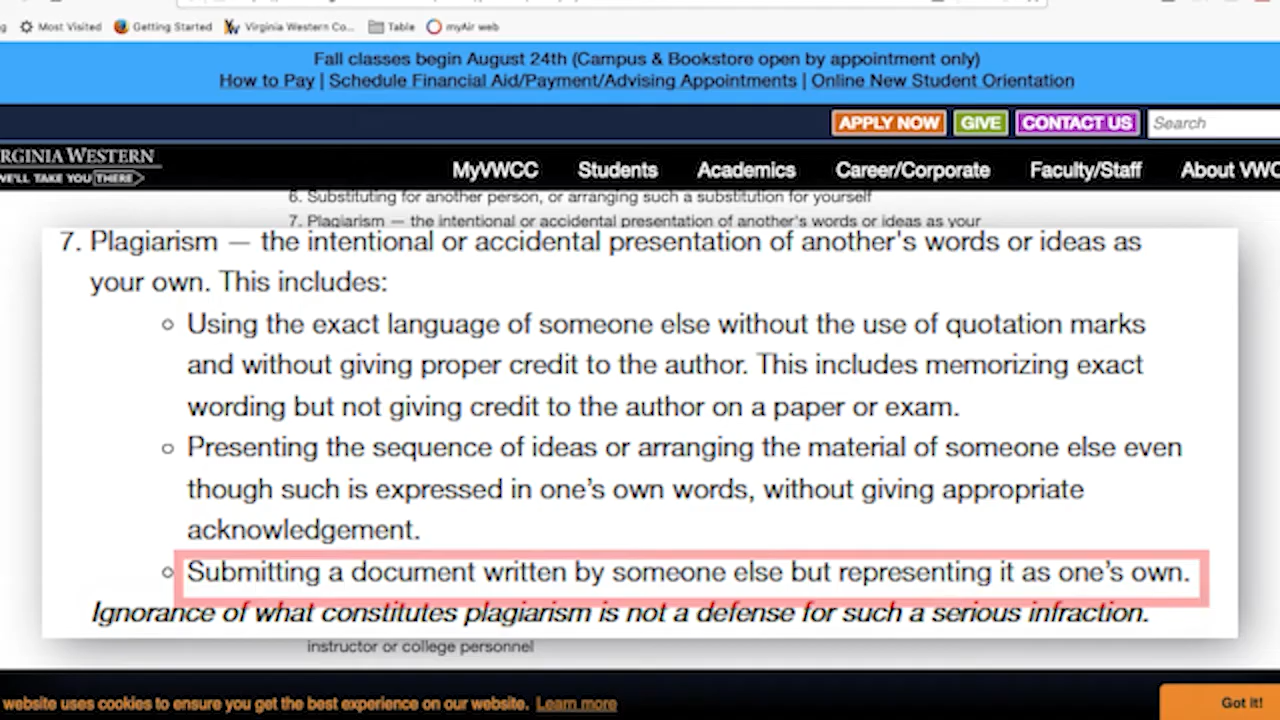 Most Visited Getting Started Virginia Western Co... Table myAir web
Fall classes begin August 24th (Campus & Bookstore open by appointment only)
How to Pay | Schedule Financial Aid/Payment/Advising Appointments | Online New Student Orientation
APPLY NOW GIVE CONTACT US Search
RGINIA WESTERN
WE'LL TAKE YOU THERE
MyVWCC Students Academics Career/Corporate Faculty/Staff About VWC
6. Substituting for another person, or arranging such a substitution for yourself
7. Plagiarism — the intentional or accidental presentation of another's words or ideas as your
7. Plagiarism — the intentional or accidental presentation of another's words or ideas as
your own. This includes:
Using the exact language of someone else without the use of quotation marks
and without giving proper credit to the author. This includes memorizing exact
wording but not giving credit to the author on a paper or exam.
Presenting the sequence of ideas or arranging the material of someone else even
though such is expressed in one's own words, without giving appropriate
acknowledgement.
Submitting a document written by someone else but representing it as one's own.
Ignorance of what constitutes plagiarism is not a defense for such a serious infraction.
instructor or college personnel
website uses cookies to ensure you get the best experience on our website. Learn more
Got it!